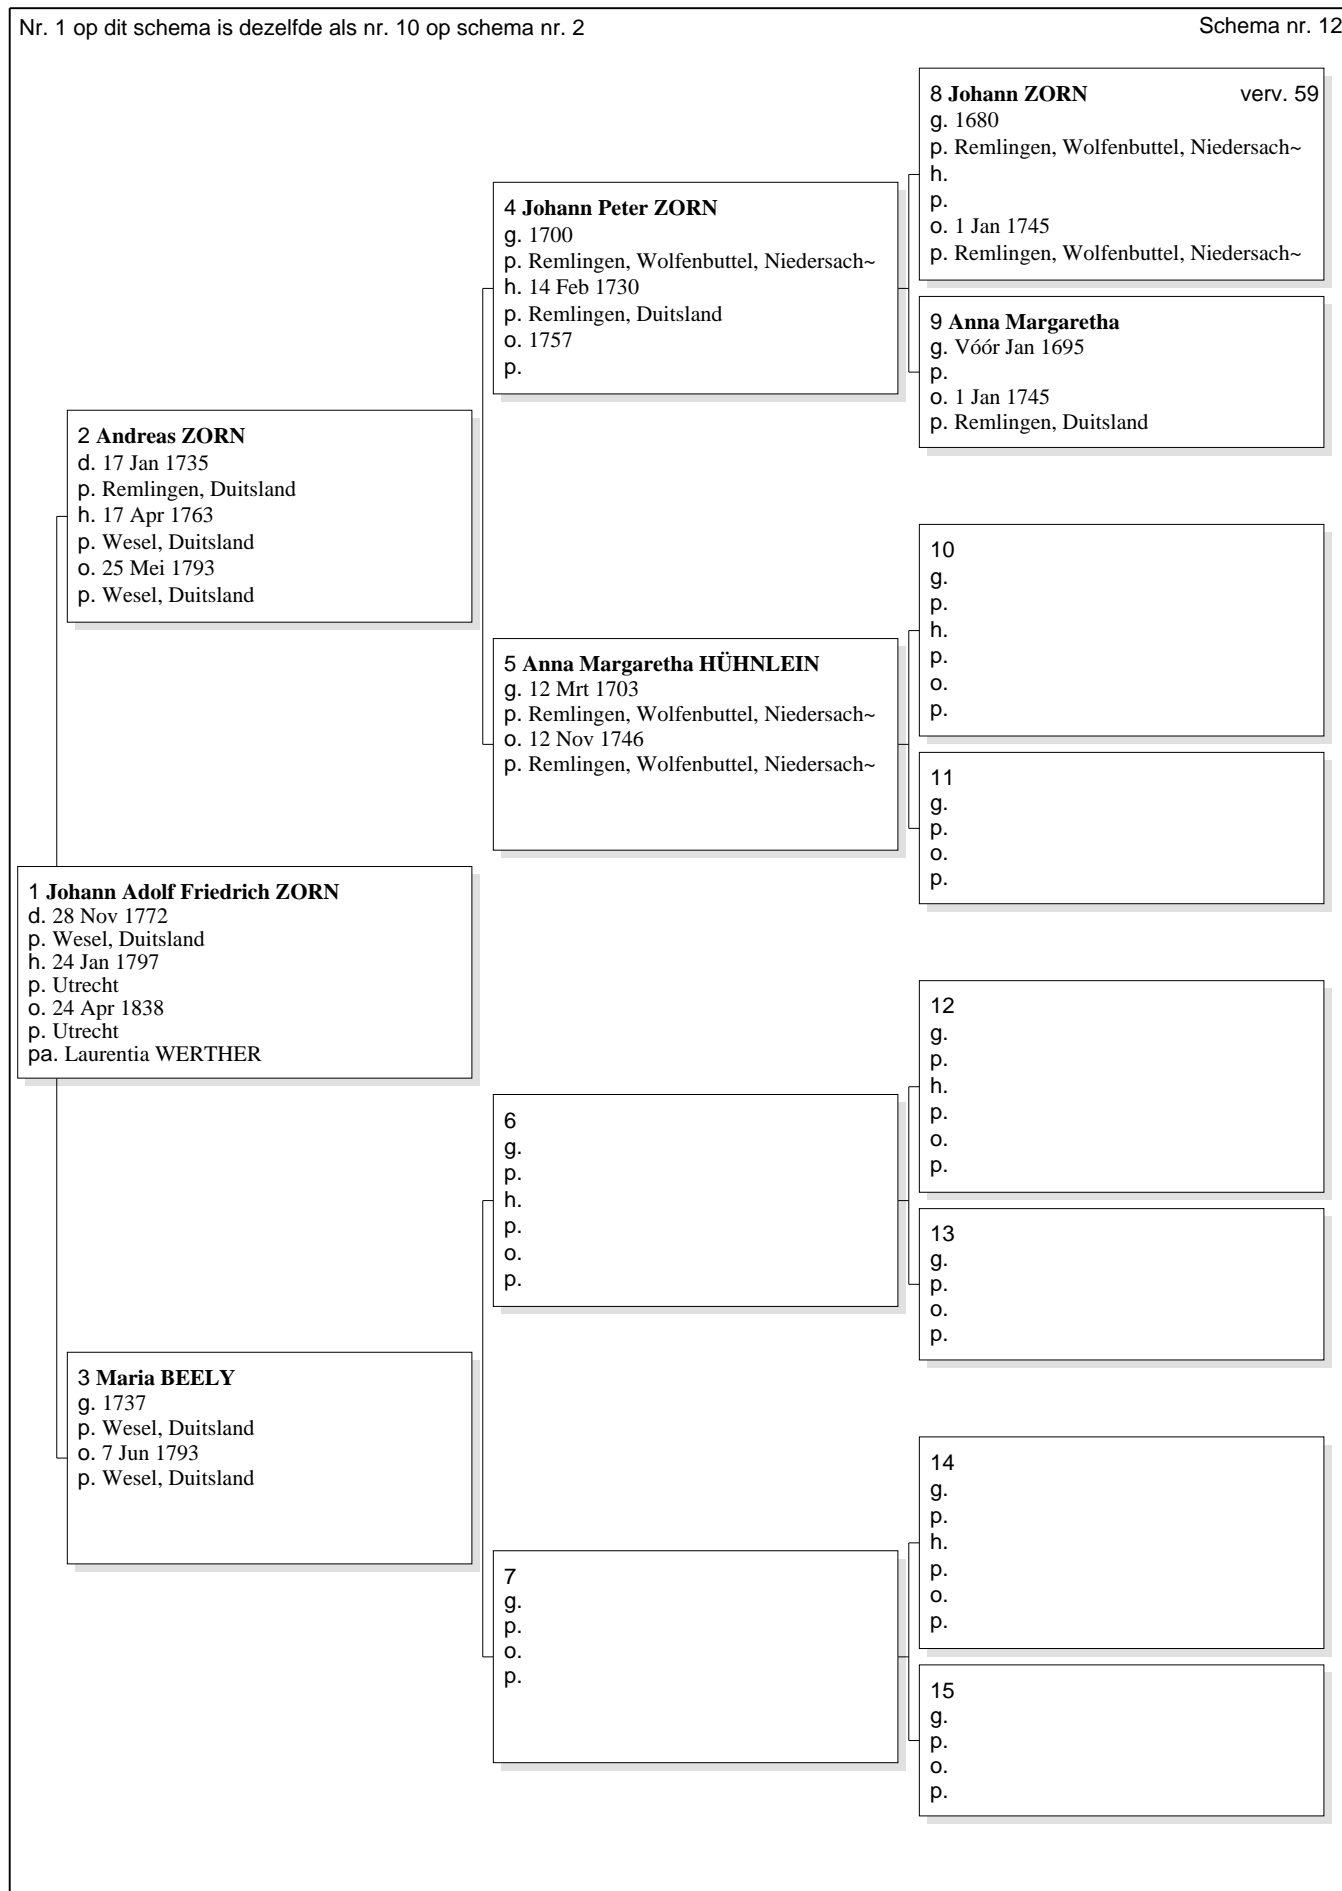 Nr. 1 op dit schema is dezelfde als nr. 10 op schema nr. 2
Schema nr. 12
8 Johann ZORN verv. 59
g. 1680
p. Remlingen, Wolfenbuttel, Niedersach~
h.
p.
o. 1 Jan 1745
p. Remlingen, Wolfenbuttel, Niedersach~
4 Johann Peter ZORN
g. 1700
p. Remlingen, Wolfenbuttel, Niedersach~
h. 14 Feb 1730
p. Remlingen, Duitsland
o. 1757
p.
9 Anna Margaretha
g. Vóór Jan 1695
p.
o. 1 Jan 1745
p. Remlingen, Duitsland
2 Andreas ZORN
d. 17 Jan 1735
p. Remlingen, Duitsland
h. 17 Apr 1763
p. Wesel, Duitsland
o. 25 Mei 1793
p. Wesel, Duitsland
10
g.
p.
h.
p.
o.
p.
5 Anna Margaretha HÜHNLEIN
g. 12 Mrt 1703
p. Remlingen, Wolfenbuttel, Niedersach~
o. 12 Nov 1746
p. Remlingen, Wolfenbuttel, Niedersach~
11
g.
p.
o.
p.
1 Johann Adolf Friedrich ZORN
d. 28 Nov 1772
p. Wesel, Duitsland
h. 24 Jan 1797
p. Utrecht
o. 24 Apr 1838
p. Utrecht
pa. Laurentia WERTHER
12
g.
p.
h.
p.
o.
p.
6
g.
p.
h.
p.
o.
p.
13
g.
p.
o.
p.
3 Maria BEELY
g. 1737
p. Wesel, Duitsland
o. 7 Jun 1793
p. Wesel, Duitsland
14
g.
p.
h.
p.
o.
p.
7
g.
p.
o.
p.
15
g.
p.
o.
p.